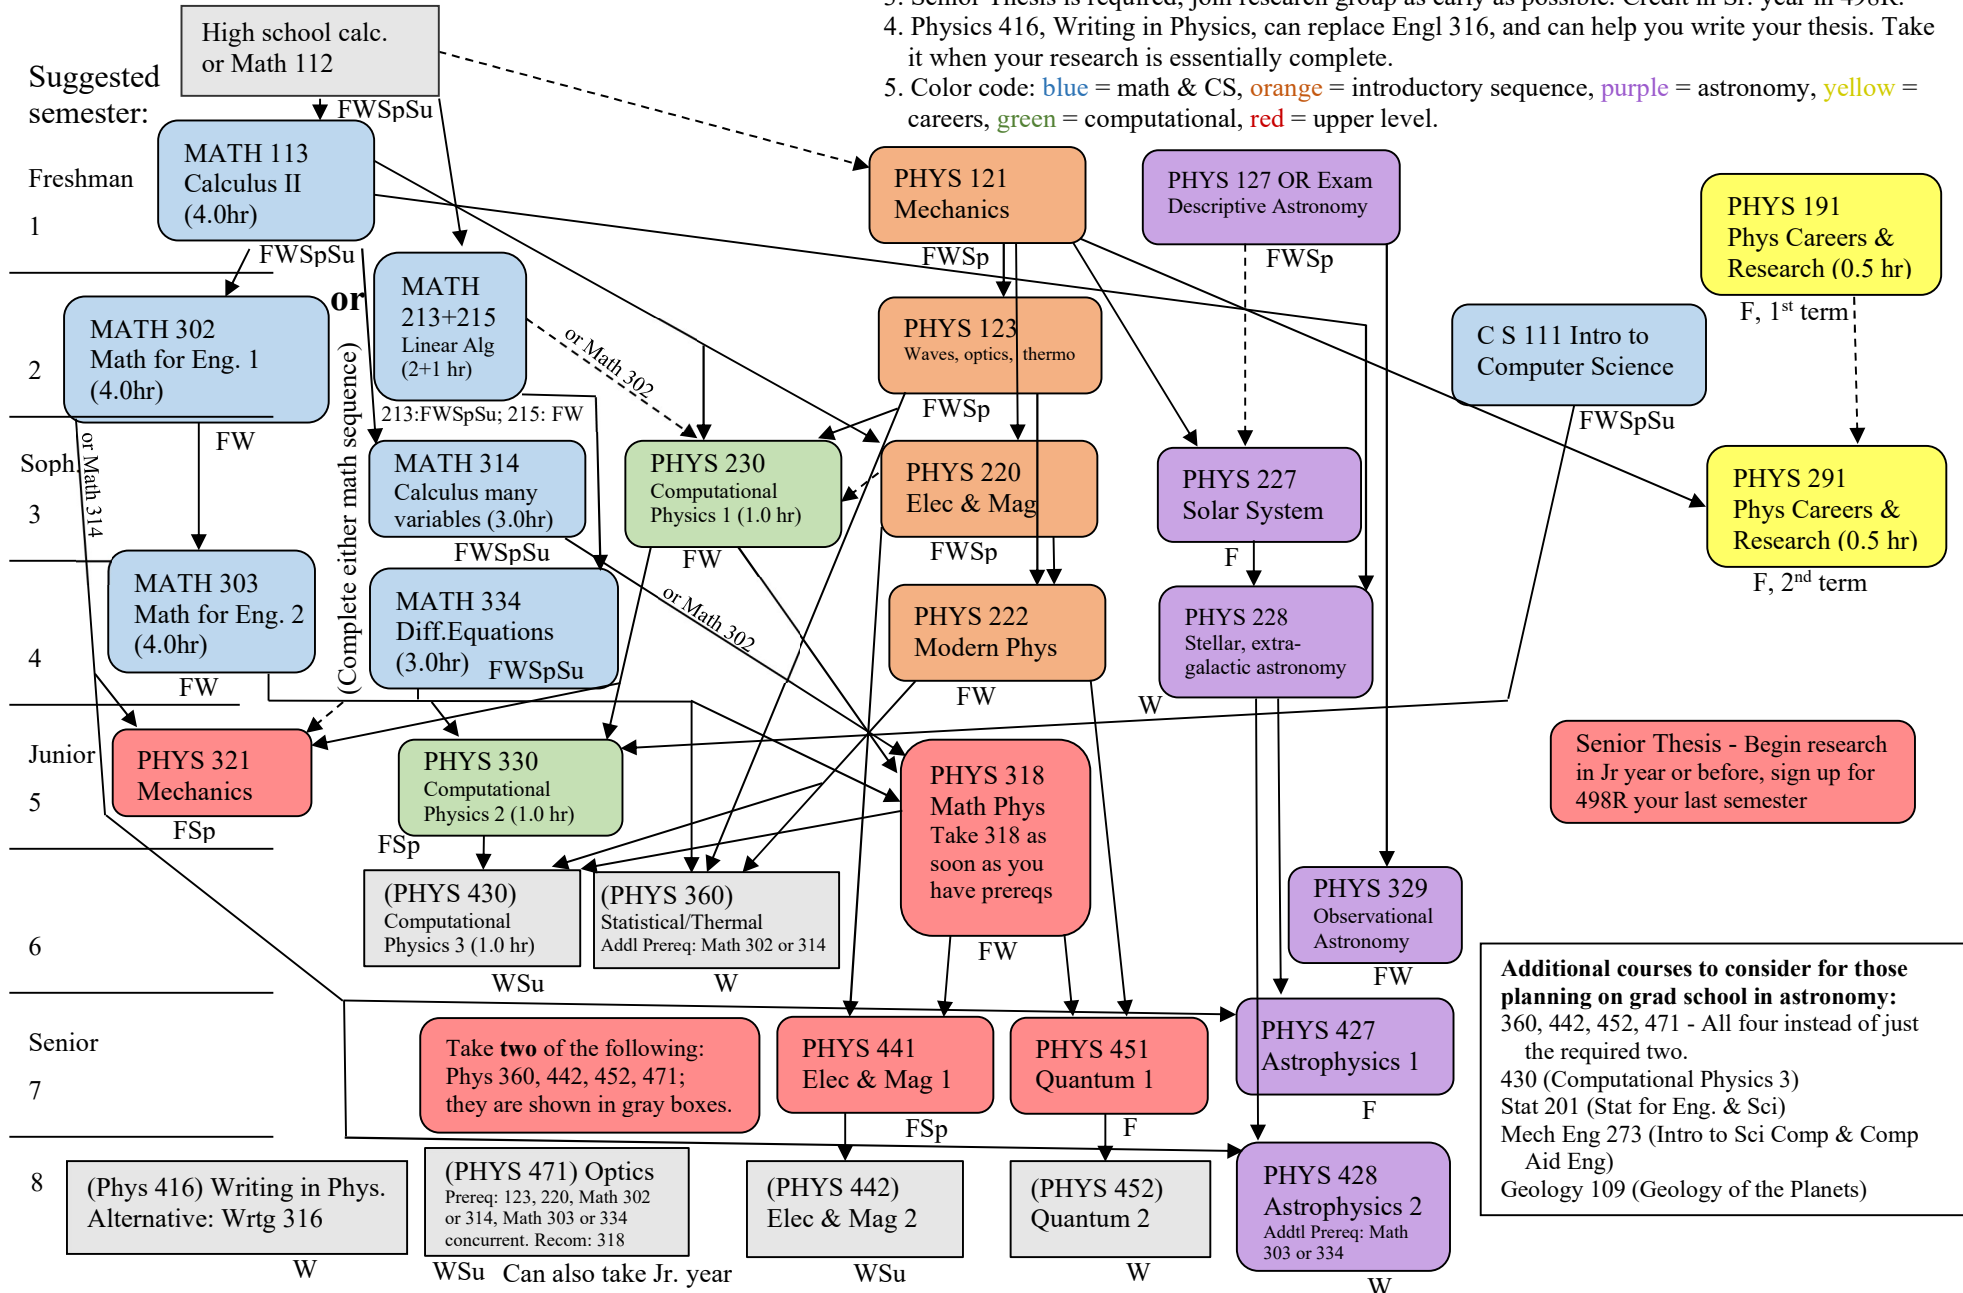 3. Senior Thesis is required, join research group as early as possible. Credit in Sr. year in 498R.
4. Physics 416, Writing in Physics, can replace Engl 316, and can help you write your thesis. Take
it when your research is essentially complete.
5. Color code: blue = math & CS, orange = introductory sequence, purple = astronomy, yellow =
careers, green = computational, red = upper level.
High school calc.
or Math 112
FWSpSu
Suggested
semester:
Freshman
1
MATH 113
Calculus II
(4.0hr)
FWSpSu
PHYS 121
Mechanics
FWSp
PHYS 127 OR Exam
Descriptive Astronomy
FWSp
PHYS 191
Phys Careers &
Research (0.5 hr)
F, 1st term
2
MATH 302
Math for Eng. 1
(4.0hr)
FW
or
(Complete either math sequence)
MATH
213+215
Linear Alg
(2+1 hr)
213:FWSpSu; 215: FW
or Math 302
PHYS 123
Waves, optics, thermo
FWSp
C S 111 Intro to
Computer Science
FWSpSu
Soph.
3
or Math 314
MATH 314
Calculus many
variables (3.0hr)
FWSpSu
PHYS 230
Computational
Physics 1 (1.0 hr)
FW
PHYS 220
Elec & Mag
FWSp
PHYS 227
Solar System
F
PHYS 291
Phys Careers &
Research (0.5 hr)
F, 2nd term
4
MATH 303
Math for Eng. 2
(4.0hr)
FW
MATH 334
Diff.Equations
(3.0hr) FWSpSu
or Math 302
PHYS 222
Modern Phys
FW
PHYS 228
Stellar, extra-
galactic astronomy
W
Junior
5
PHYS 321
Mechanics
FSp
PHYS 330
Computational
Physics 2 (1.0 hr)
FSp
PHYS 318
Math Phys
Take 318 as
soon as you
have prereqs
FW
Senior Thesis - Begin research
in Jr year or before, sign up for
498R your last semester
6
(PHYS 430)
Computational
Physics 3 (1.0 hr)
WSu
(PHYS 360)
Statistical/Thermal
Addl Prereq: Math 302 or 314
W
PHYS 329
Observational
Astronomy
FW
Additional courses to consider for those
planning on grad school in astronomy:
360, 442, 452, 471 - All four instead of just
the required two.
430 (Computational Physics 3)
Stat 201 (Stat for Eng. & Sci)
Mech Eng 273 (Intro to Sci Comp & Comp
Aid Eng)
Geology 109 (Geology of the Planets)
Senior
7
Take two of the following:
Phys 360, 442, 452, 471;
they are shown in gray boxes.
PHYS 441
Elec & Mag 1
FSp
PHYS 451
Quantum 1
F
PHYS 427
Astrophysics 1
F
8
(Phys 416) Writing in Phys.
Alternative: Wrtg 316
W
(PHYS 471) Optics
Prereq: 123, 220, Math 302
or 314, Math 303 or 334
concurrent. Recom: 318
WSu Can also take Jr. year
(PHYS 442)
Elec & Mag 2
WSu
(PHYS 452)
Quantum 2
W
PHYS 428
Astrophysics 2
Addtl Prereq: Math
303 or 334
W